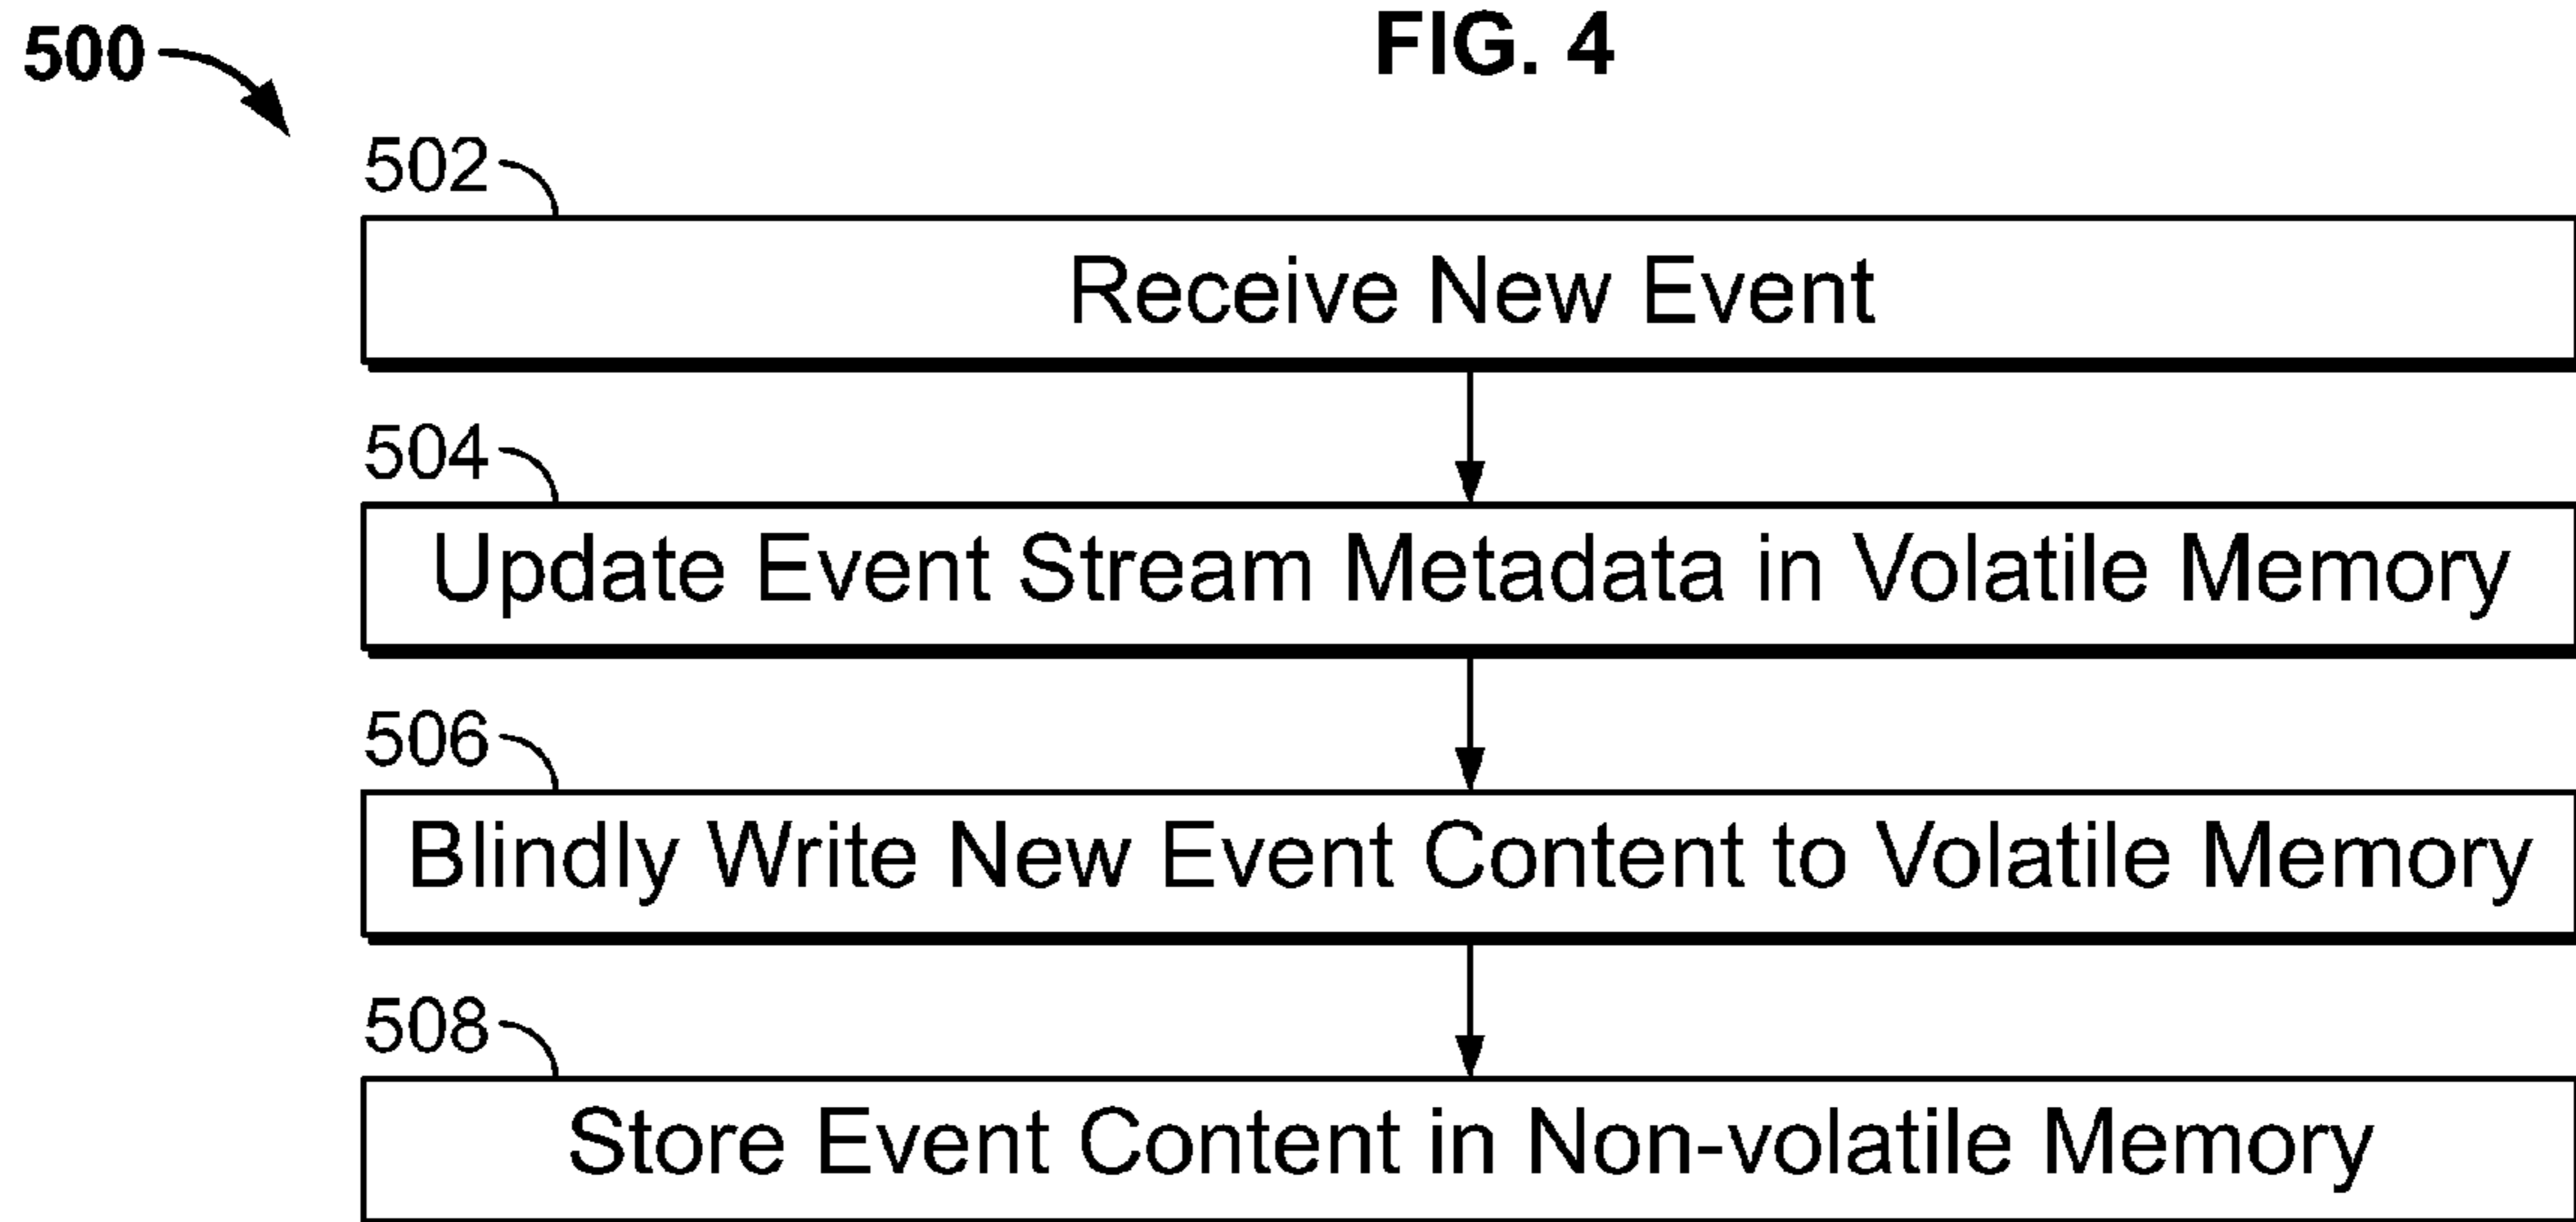 FIG. 4
500
502
Receive New Event
504
Update Event Stream Metadata in Volatile Memory
506
Blindly Write New Event Content to Volatile Memory
508
Store Event Content in Non-volatile Memory